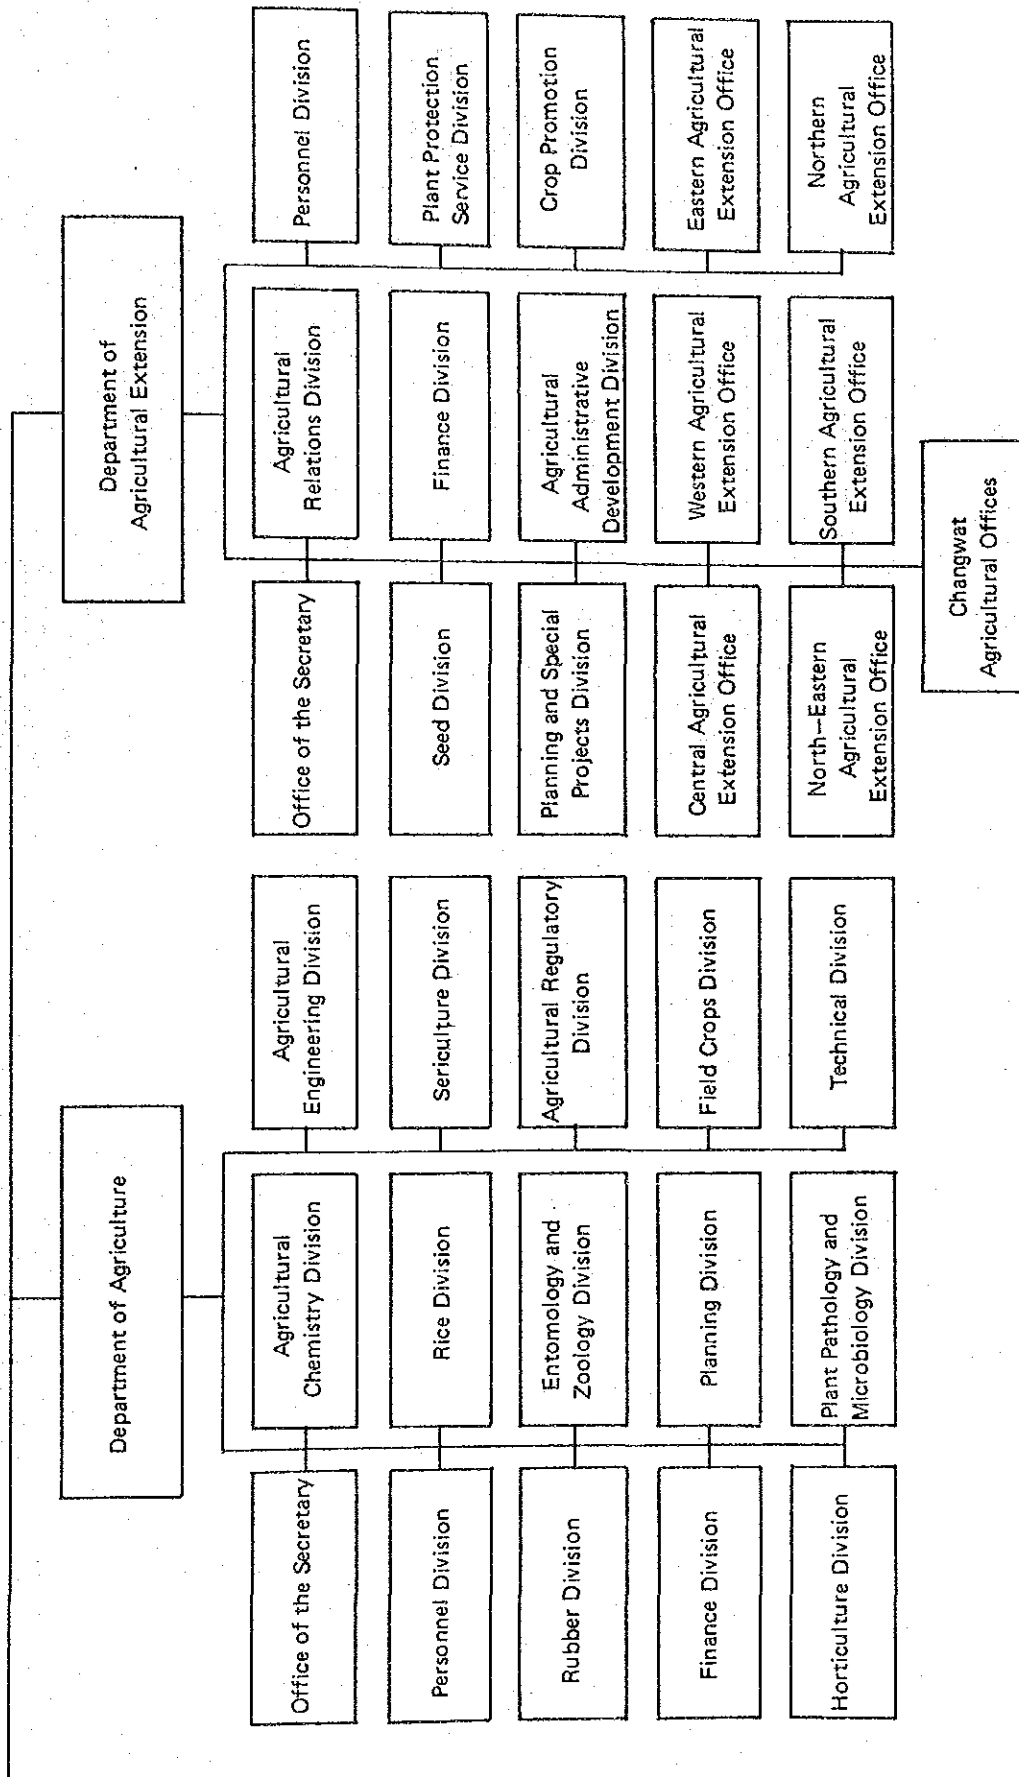 Department of Agriculture
Department of
Agricultural Extension
Office of the Secretary
Agricultural
Chemistry Division
Agricultural
Engineering Division
Office of the Secretary
Agricultural
Relations Division
Personnel Division
Personnel Division
Rice Division
Sericulture Division
Seed Division
Finance Division
Plant Protection
Service Division
Rubber Division
Entomology and
Zoology Division
Agricultural Regulatory
Division
Planning and Special
Projects Division
Agricultural
Administrative
Development Division
Crop Promotion
Division
Finance Division
Planning Division
Field Crops Division
Central Agricultural
Extension Office
Western Agricultural
Extension Office
Eastern Agricultural
Extension Office
Horticulture Division
Plant Pathology and
Microbiology Division
Technical Division
North-Eastern
Agricultural
Extension Office
Southern Agricultural
Extension Office
Northern
Agricultural
Extension Office
Changwat
Agricultural Offices